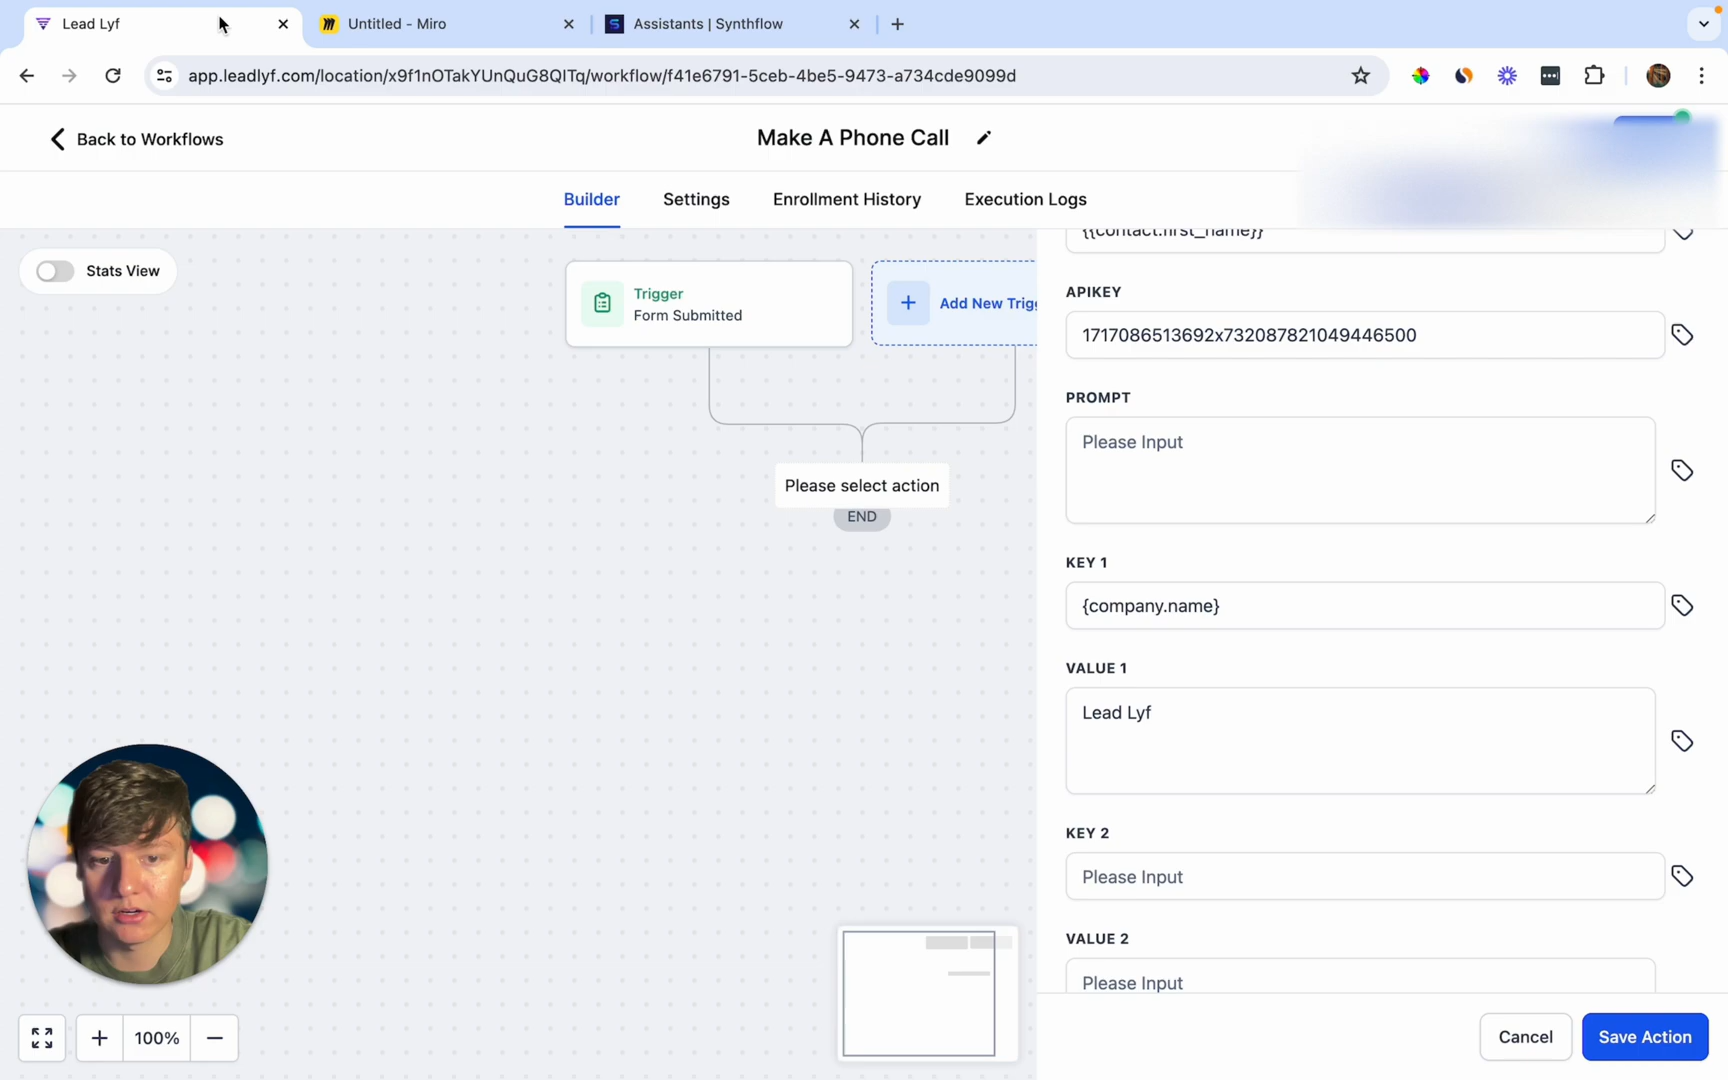 Lead Lyf
Untitled - Miro
Assistants | Synthflow
app.leadlyf.com/location/x9f1nOTakYUnQuG8QITq/workflow/f41e6791-5ceb-4be5-9473-a734cde9099d
Back to Workflows
Make A Phone Call
Builder
Settings
Enrollment History
Execution Logs
Stats View
Trigger
Form Submitted
Add New Trigg
Please select action
END
100%
{{contact.first_name}}
APIKEY
1717086513692x732087821049446500
PROMPT
Please Input
KEY 1
{company.name}
VALUE 1
Lead Lyf
KEY 2
Please Input
VALUE 2
Please Input
Cancel
Save Action